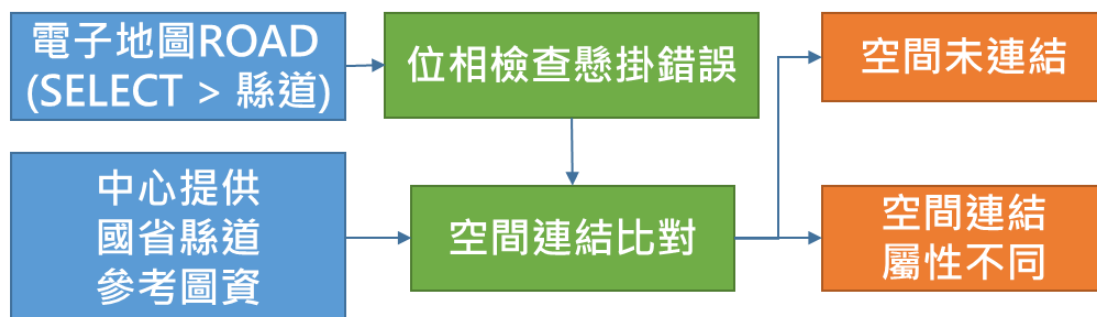 電子地圖ROAD
(SELECT > 縣道)
位相檢查懸掛錯誤
空間未連結
中心提供
國省縣道
參考圖資
空間連結比對
空間連結
屬性不同